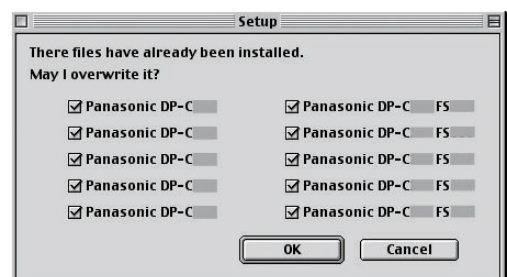 Setup
There files have already been installed.
May I overwrite it?
Panasonic DP-C Panasonic DP-C FS
Panasonic DP-C Panasonic DP-C FS
Panasonic DP-C Panasonic DP-C FS
Panasonic DP-C Panasonic DP-C FS
Panasonic DP-C Panasonic DP-C FS
OK Cancel